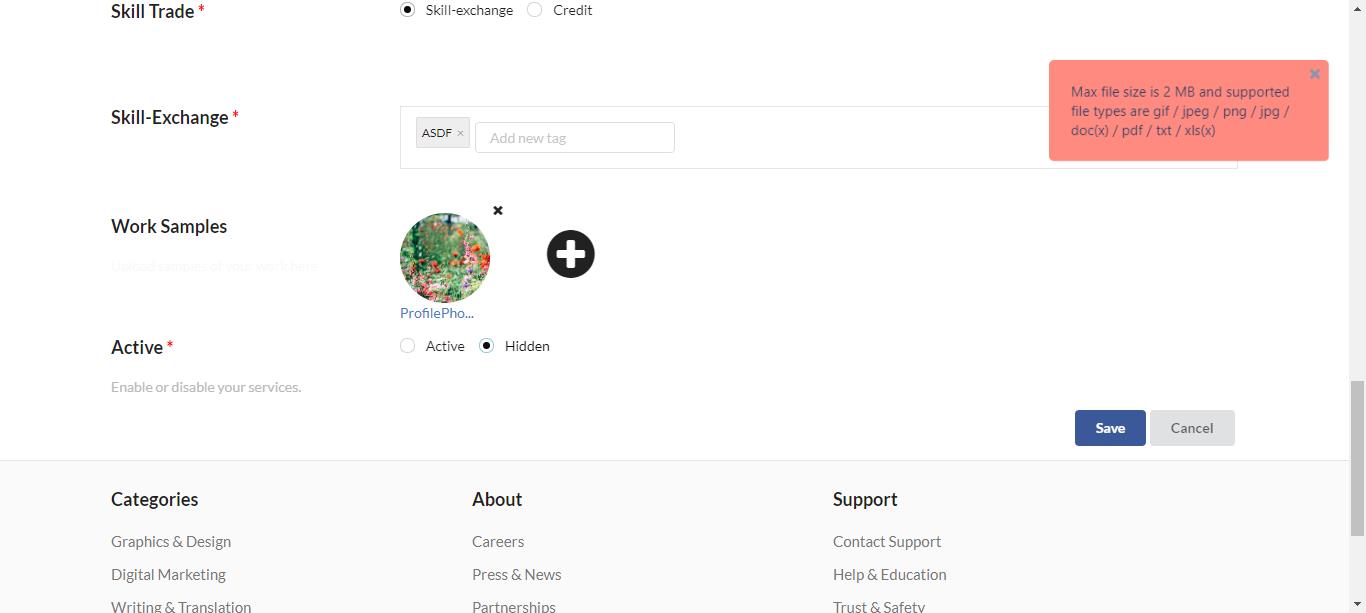 Skill Trade *
Skill-exchange
Credit
Max file size is 2 MB and supported
file types are gif / jpeg / png / jpg /
doc(x) / pdf / txt / xls(x)
Skill-Exchange *
ASDF ×
Add new tag
Work Samples
Upload samples of your work here
ProfilePho...
Active *
Active
Hidden
Enable or disable your services.
Save
Cancel
Categories
About
Support
Graphics & Design
Careers
Contact Support
Digital Marketing
Press & News
Help & Education
Writing & Translation
Partnerships
Trust & Safety